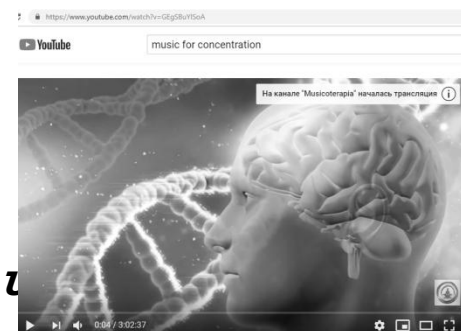 https://www.youtube.com/watch?v=GEgSBuYlSoA
YouTube
music for concentration
На канале "Musicoterapia" началась трансляция
0:04 / 3:02:37